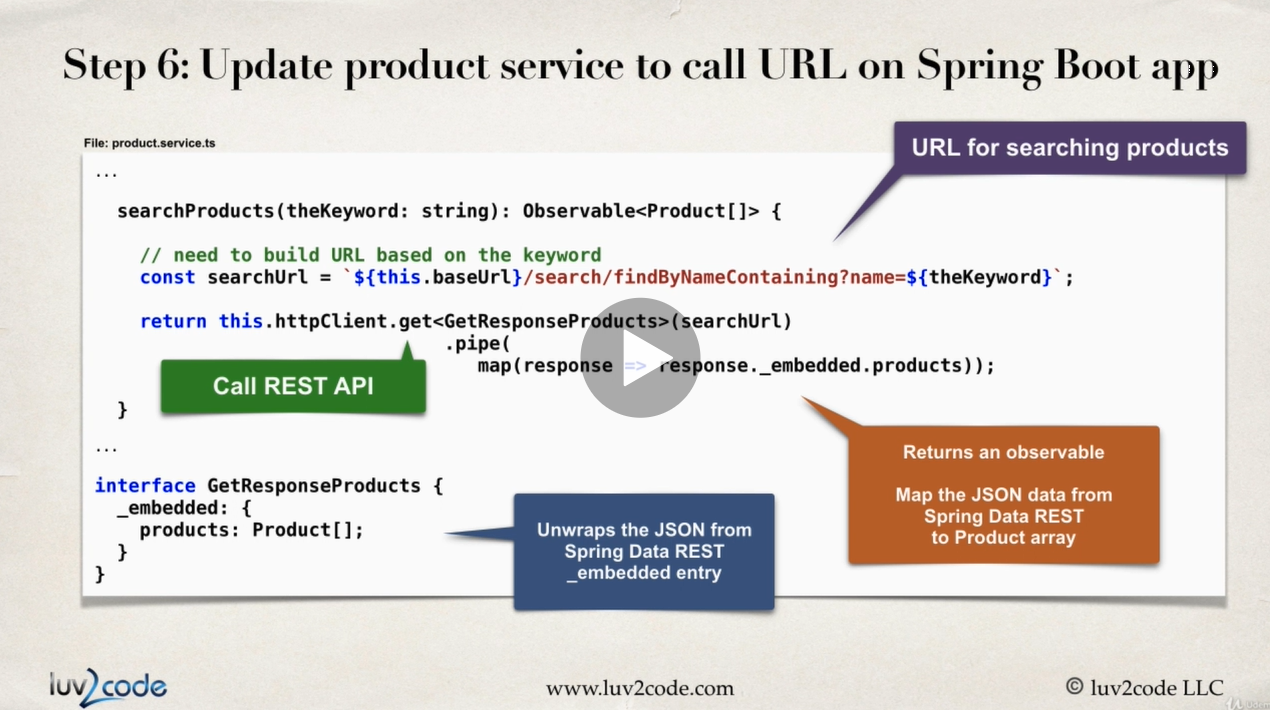 Step 6: Update product service to call URL on Spring Boot app
File: product.service.ts
URL for searching products
...
searchProducts(theKeyword: string): Observable<Product[]> {
// need to build URL based on the keyword
const searchUrl = `${this.baseUrl}/search/findByNameContaining?name=${theKeyword}`;
return this.httpClient.get<GetResponseProducts>(searchUrl)
.pipe(
map(response => response._embedded.products));
Call REST API
}
...
Returns an observable
Map the JSON data from
Spring Data REST
to Product array
interface GetResponseProducts {
_embedded: {
products: Product[];
}
}
Unwraps the JSON from
Spring Data REST
_embedded entry
luv2code
www.luv2code.com
© luv2code LLC